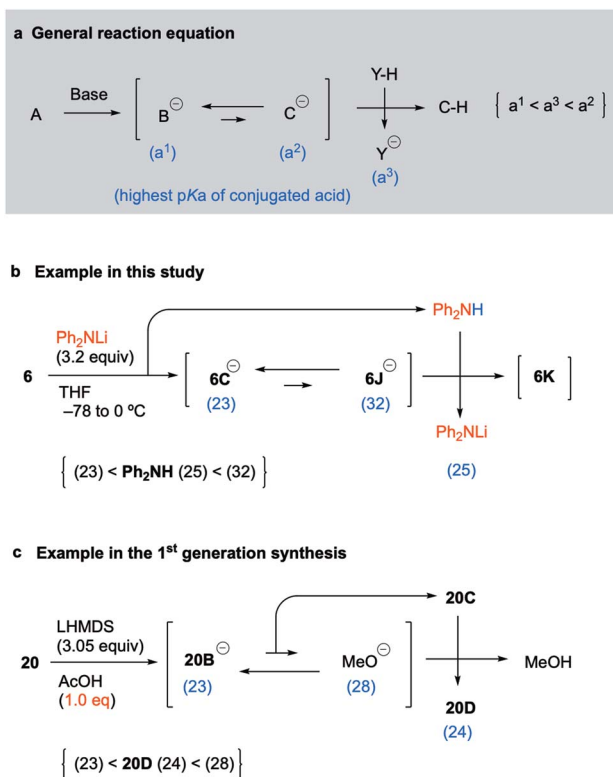 a General reaction equation
Y-H
A Base [ B⊖ C⊖ ] C-H { a¹ < a³ < a² }
(a¹) (a²) Y⊖
(a³)
(highest pKa of conjugated acid)
b Example in this study
Ph₂NH
Ph₂NLi
(3.2 equiv)
6 [ 6C⊖ 6J⊖ ] [ 6K ]
THF (23) (32)
–78 to 0 ºC
Ph₂NLi
{ (23) < Ph₂NH (25) < (32) } (25)
c Example in the 1st generation synthesis
20C
LHMDS
(3.05 equiv)
20 [ 20B⊖ MeO⊖ ] MeOH
AcOH (23) (28)
(1.0 eq)
20D
(24)
{ (23) < 20D (24) < (28) }